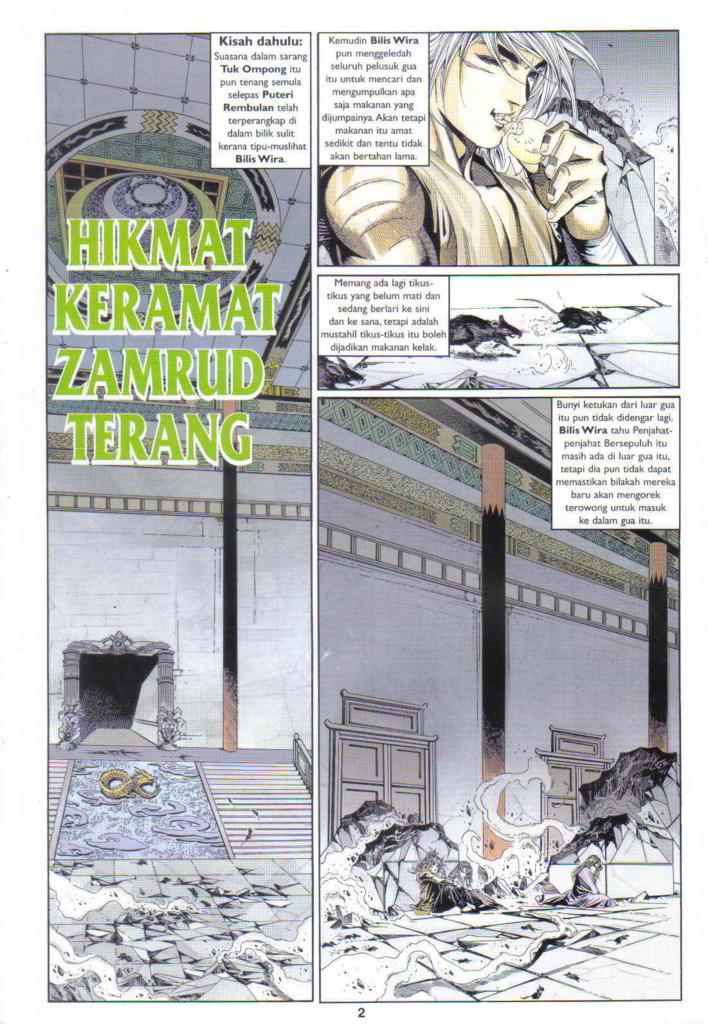 Kisah dahulu:
Suasana dalam sarang
Tuk Ompong itu
pun tenang semula
selepas Puteri
Rembulan telah
terperangkap di
dalam bilik sulit
kerana tipu-muslihat
Bilis Wira.
HIKMAT
KERAMAT
ZAMRUD
TERANG
Kemudin Bilis Wira
pun menggeledah
seluruh pelusuk gua
itu untuk mencari dan
mengumpulkan apa
saja makanan yang
dijumpainya. Akan tetapi
makanan itu amat
sedikit dan tentu tidak
akan bertahan lama.
Memang ada lagi tikus-
tikus yang belum mati dan
sedang berlari ke sini
dan ke sana, tetapi adalah
mustahil tikus-tikus itu boleh
dijadikan makanan kelak.
Bunyi ketukan dari luar gua
itu pun tidak didengar lagi.
Bilis Wira tahu Penjahat-
penjahat Bersepuluh itu
masih ada di luar gua itu,
tetapi dia pun tidak dapat
memastikan bilakah mereka
baru akan mengorek
terowong untuk masuk
ke dalam gua itu.
2